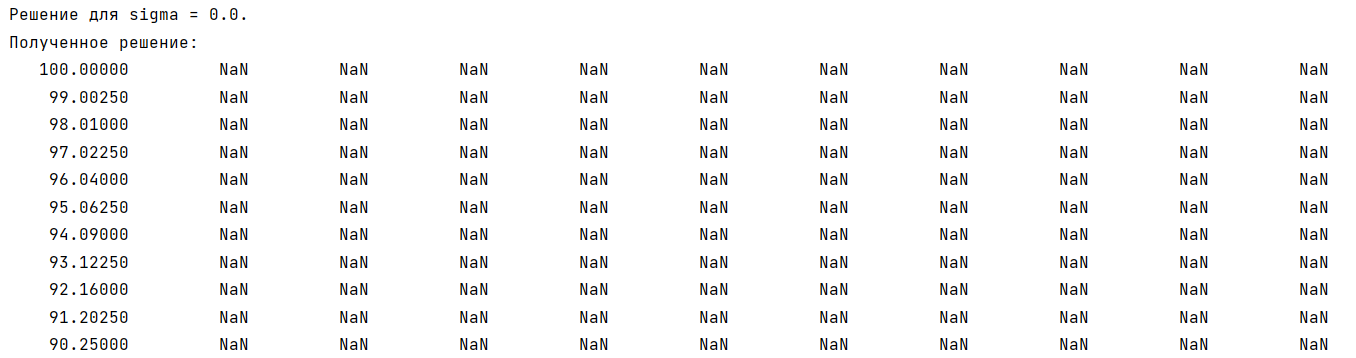 Решение для sigma = 0.0.
Полученное решение:
100.00000 NaN NaN NaN NaN NaN NaN NaN NaN NaN NaN
99.00250 NaN NaN NaN NaN NaN NaN NaN NaN NaN NaN
98.01000 NaN NaN NaN NaN NaN NaN NaN NaN NaN NaN
97.02250 NaN NaN NaN NaN NaN NaN NaN NaN NaN NaN
96.04000 NaN NaN NaN NaN NaN NaN NaN NaN NaN NaN
95.06250 NaN NaN NaN NaN NaN NaN NaN NaN NaN NaN
94.09000 NaN NaN NaN NaN NaN NaN NaN NaN NaN NaN
93.12250 NaN NaN NaN NaN NaN NaN NaN NaN NaN NaN
92.16000 NaN NaN NaN NaN NaN NaN NaN NaN NaN NaN
91.20250 NaN NaN NaN NaN NaN NaN NaN NaN NaN NaN
90.25000 NaN NaN NaN NaN NaN NaN NaN NaN NaN NaN